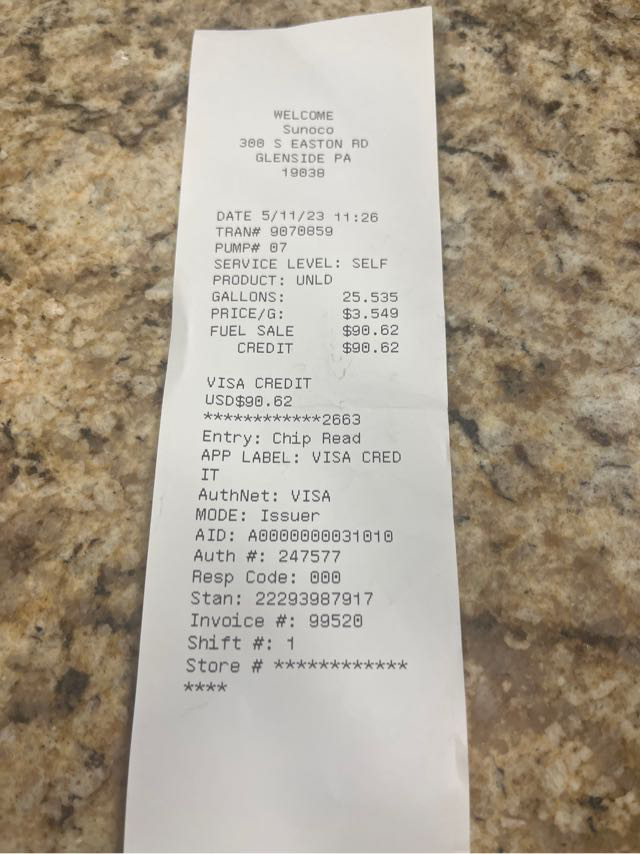 WELCOME
Sunoco
300 S EASTON RD
GLENSIDE PA
19038
DATE 5/11/23 11:26
TRAN# 9070859
PUMP# 07
SERVICE LEVEL: SELF
PRODUCT: UNLD
GALLONS: 25.535
PRICE/G: $3.549
FUEL SALE $90.62
CREDIT $90.62
VISA CREDIT
USD$90.62
************2663
Entry: Chip Read
APP LABEL: VISA CRED
IT
AuthNet: VISA
MODE: Issuer
AID: A0000000031010
Auth #: 247577
Resp Code: 000
Stan: 22293987917
Invoice #: 99520
Shift #: 1
Store # ************
****